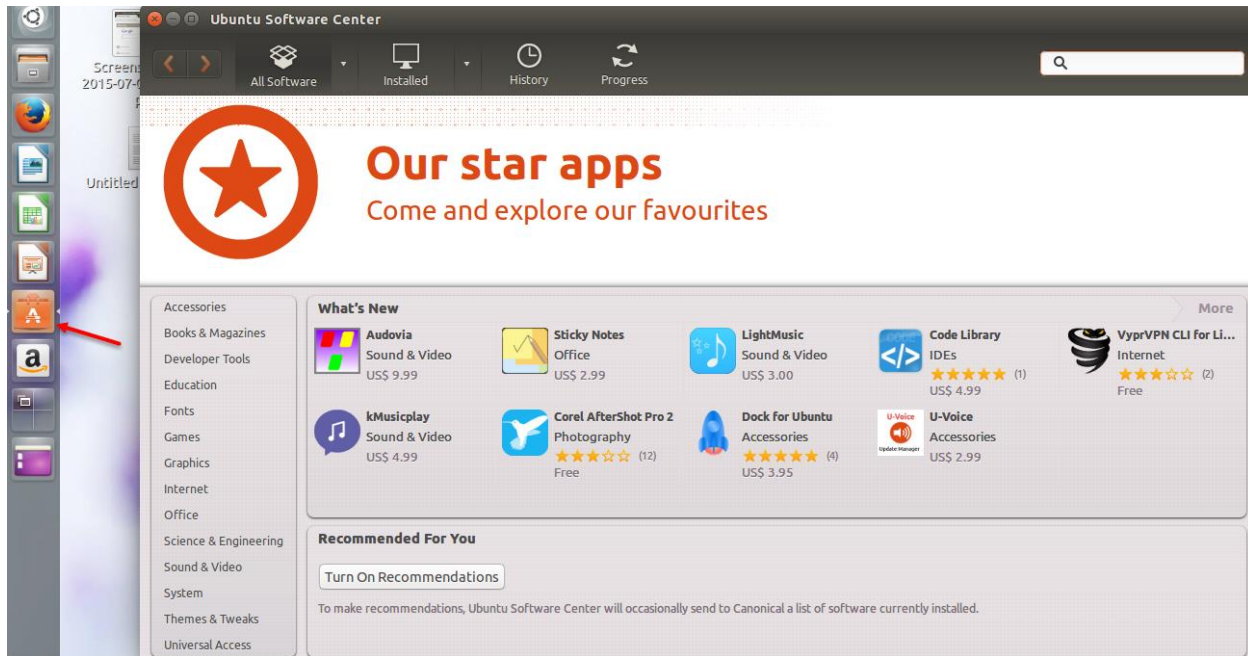 Ubuntu Software Center
All Software
Installed
History
Progress
Screens
2015-07-0
Untitled
Our star apps
Come and explore our favourites
Accessories
Books & Magazines
Developer Tools
Education
Fonts
Games
Graphics
Internet
Office
Science & Engineering
Sound & Video
System
Themes & Tweaks
Universal Access
What's New
More
Audovia
Sound & Video
US$ 9.99
Sticky Notes
Office
US$ 2.99
LightMusic
Sound & Video
US$ 3.00
Code Library
IDEs
(1)
US$ 4.99
VyprVPN CLI for Li...
Internet
(2)
Free
kMusicplay
Sound & Video
US$ 4.99
Corel AfterShot Pro 2
Photography
(12)
Free
Dock for Ubuntu
Accessories
(4)
US$ 3.95
U-Voice
Update Manager
U-Voice
Accessories
US$ 2.99
Recommended For You
Turn On Recommendations
To make recommendations, Ubuntu Software Center will occasionally send to Canonical a list of software currently installed.